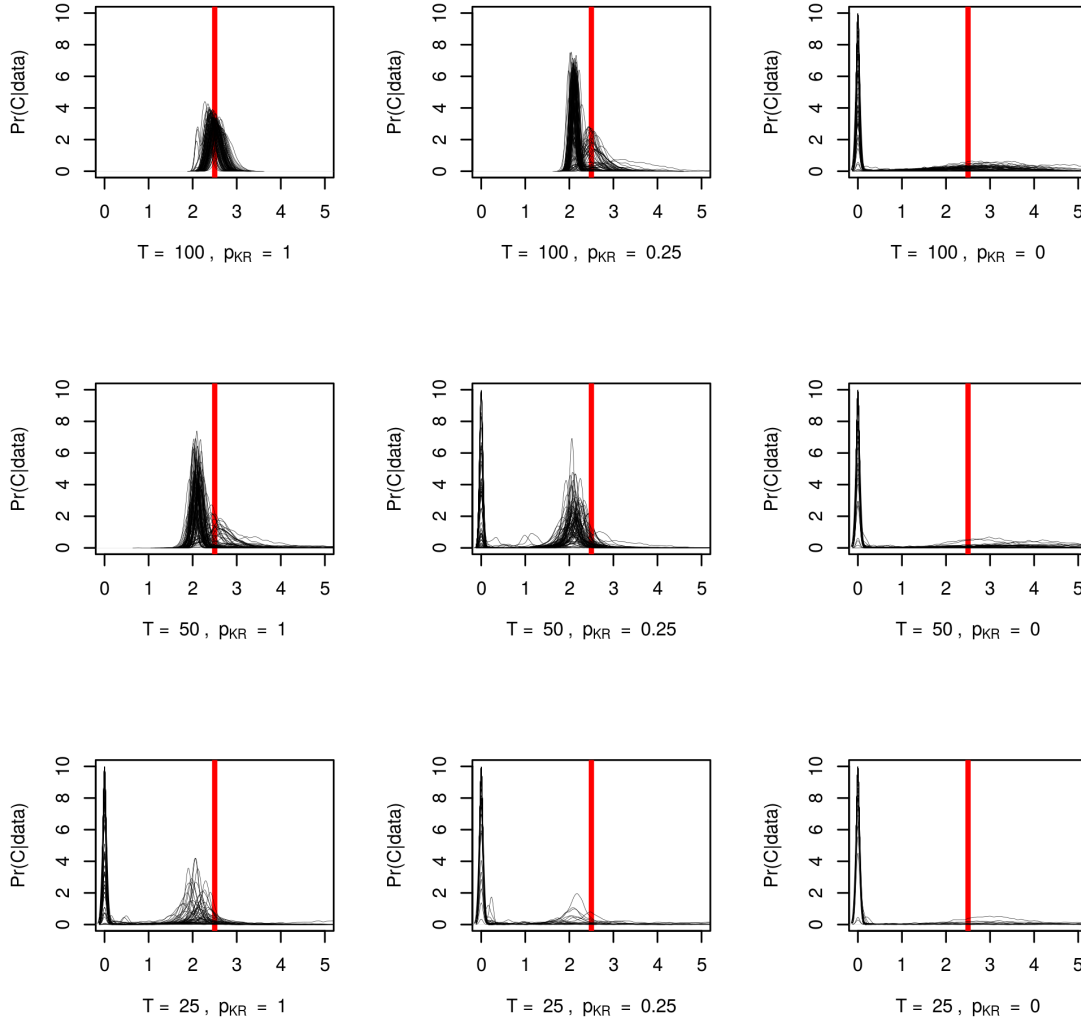 Pr(C|data)
10
8
6
4
2
0
0 1 2 3 4 5
T = 100 , pKR = 1
Pr(C|data)
10
8
6
4
2
0
0 1 2 3 4 5
T = 100 , pKR = 0.25
Pr(C|data)
10
8
6
4
2
0
0 1 2 3 4 5
T = 100 , pKR = 0
Pr(C|data)
10
8
6
4
2
0
0 1 2 3 4 5
T = 50 , pKR = 1
Pr(C|data)
10
8
6
4
2
0
0 1 2 3 4 5
T = 50 , pKR = 0.25
Pr(C|data)
10
8
6
4
2
0
0 1 2 3 4 5
T = 50 , pKR = 0
Pr(C|data)
10
8
6
4
2
0
0 1 2 3 4 5
T = 25 , pKR = 1
Pr(C|data)
10
8
6
4
2
0
0 1 2 3 4 5
T = 25 , pKR = 0.25
Pr(C|data)
10
8
6
4
2
0
0 1 2 3 4 5
T = 25 , pKR = 0